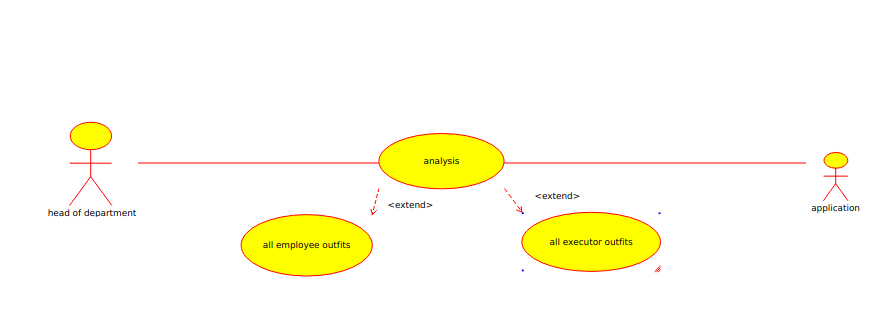 analysis
<extend>
<extend>
head of department
application
all employee outfits
all executor outfits